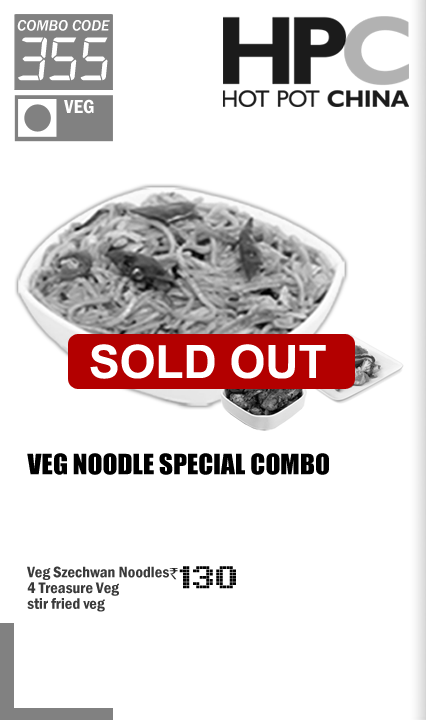 COMBO CODE
355
VEG
HPC
HOT POT CHINA
SOLD OUT
VEG NOODLE SPECIAL COMBO
Veg Szechwan Noodles ₹130
4 Treasure Veg
stir fried veg